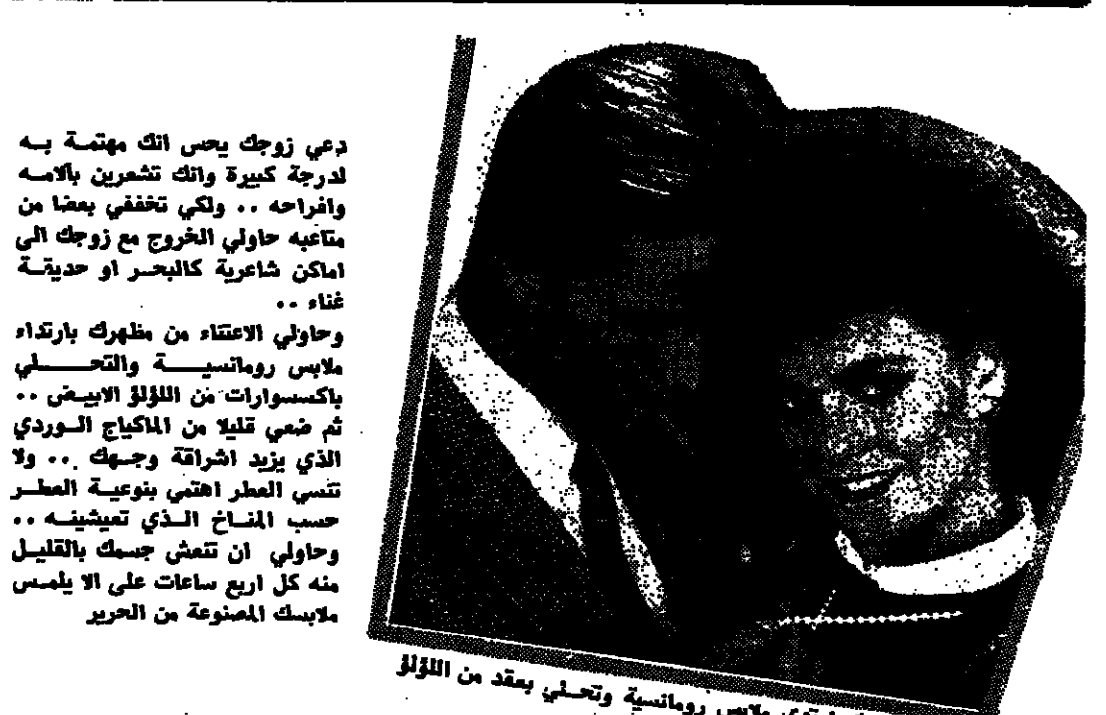 دعي زوجك يحس انك مهتمة به
لدرجة كبيرة وانك تشعرين بآلامه
وافراحه .. ولكي تخففي بعضا من
متاعبه حاولي الخروج مع زوجك الى
اماكن شاعرية كالبحر او حديقة
غناء ..
وحاولي الاعتناء من مظهرك بارتداء
ملابس رومانسية والتحلي
باكسسوارات من اللؤلؤ الابيض ..
ثم ضعي قليلا من الماكياج الوردي
الذي يزيد اشراقة وجهك .. ولا
تنسي العطر اهتمي بنوعية العطر
حسب المناخ الذي تعيشينه ..
وحاولي ان تنعش جسمك بالقليل
منه كل اربع ساعات على الا يلمس
ملابسك المصنوعة من الحرير
ملابس رومانسية وتحلي بعقد من اللؤلؤ